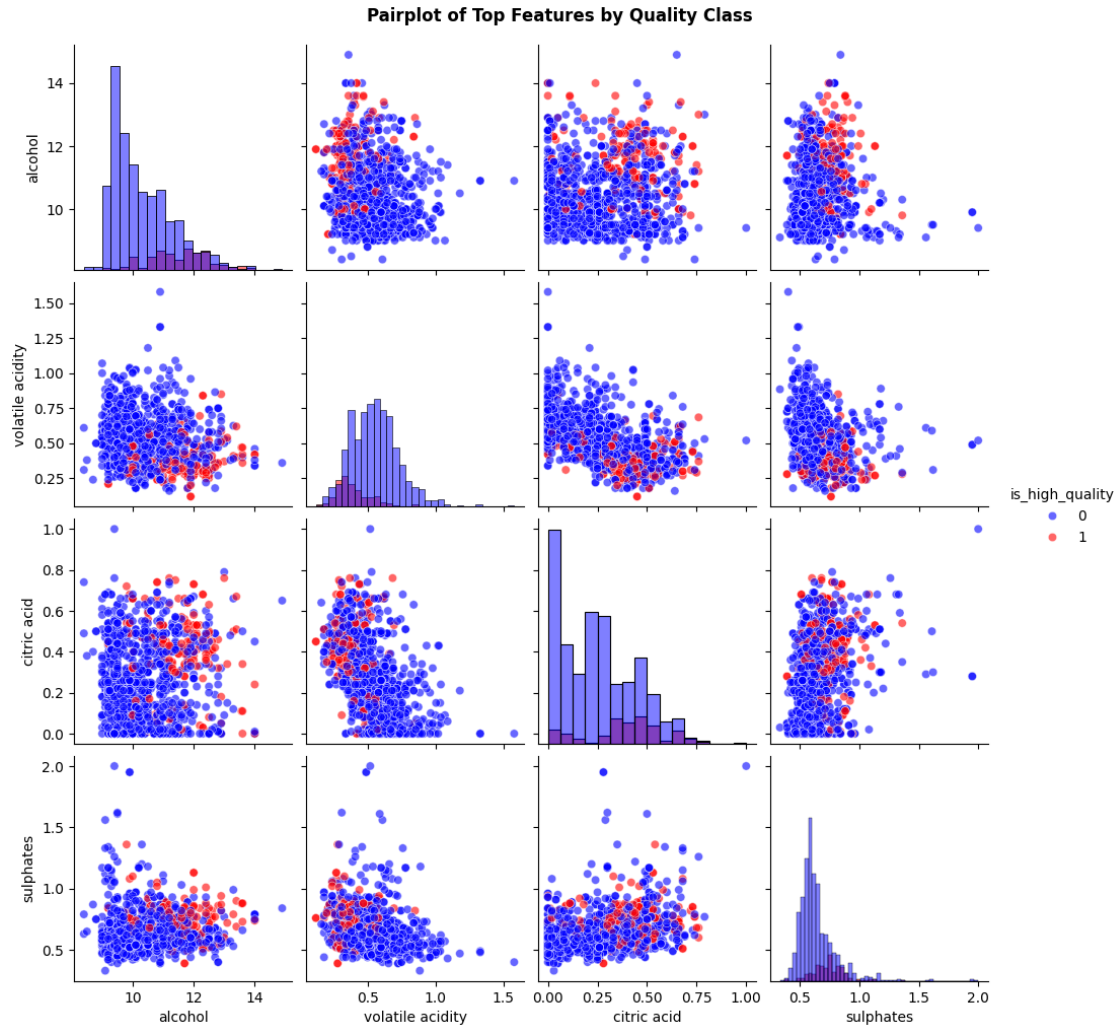 Pairplot of Top Features by Quality Class
alcohol
14
12
10
volatile acidity
1.50
1.25
1.00
0.75
0.50
0.25
is_high_quality
0
1
citric acid
1.0
0.8
0.6
0.4
0.2
0.0
sulphates
2.0
1.5
1.0
0.5
10 12 14 0.5 1.0 1.5 0.00 0.25 0.50 0.75 1.00 0.5 1.0 1.5 2.0
alcohol volatile acidity citric acid sulphates